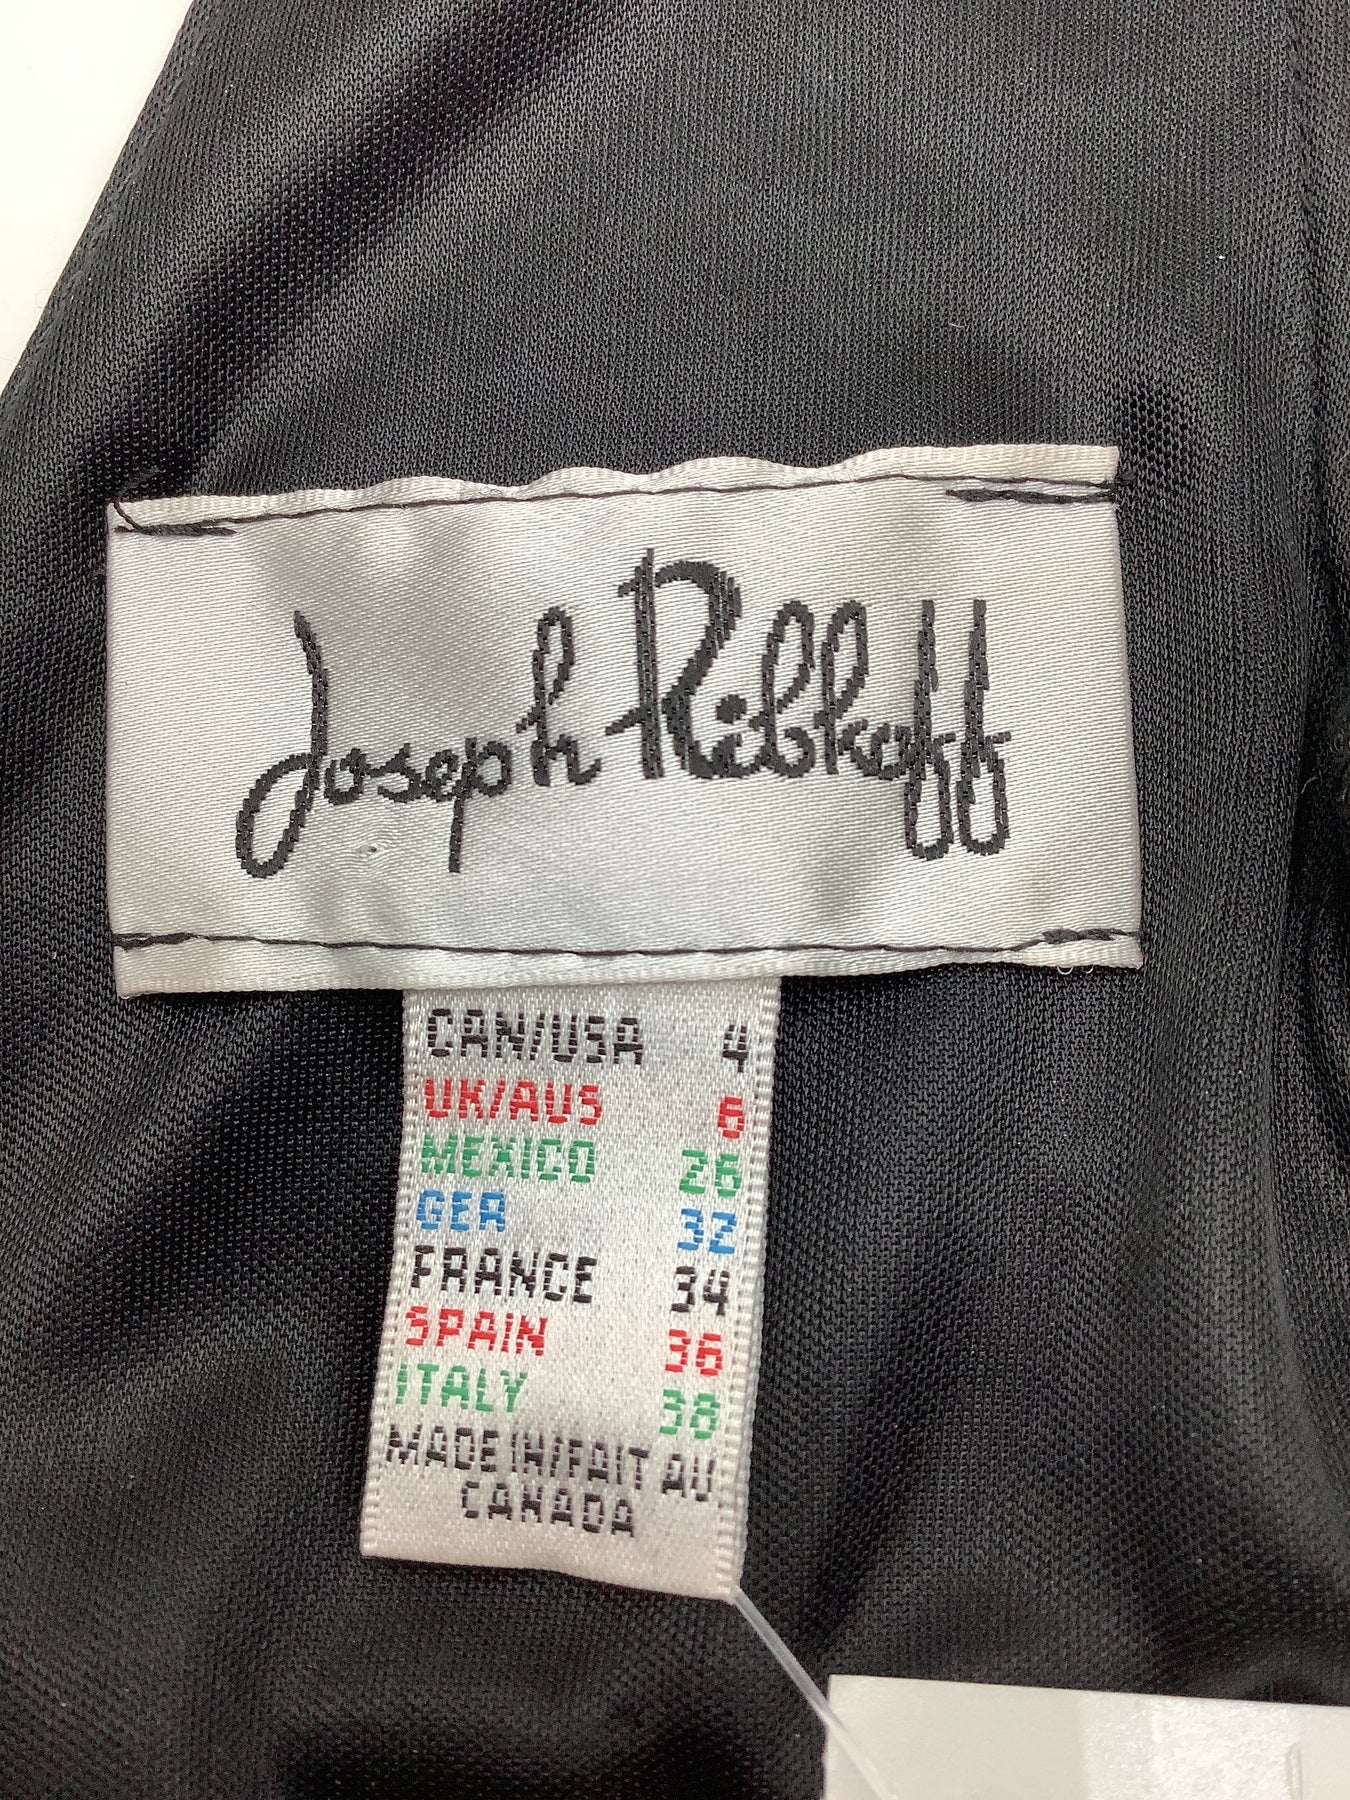 Joseph Ribkoff
CAN/USA 4
UK/AUS 6
MEXICO 26
GER 32
FRANCE 34
SPAIN 36
ITALY 38
MADE IN/FAIT AU
CANADA